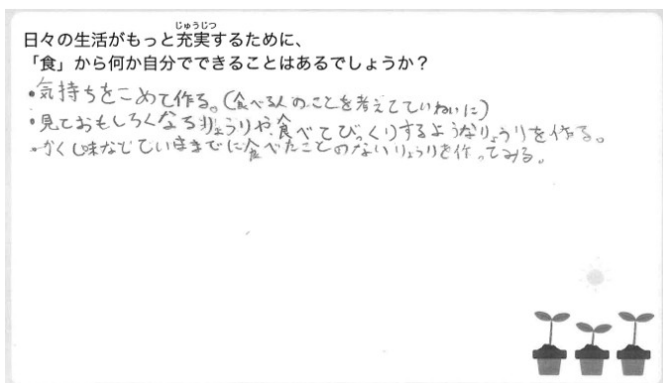 じゅうじつ
日々の生活がもっと充実するために、
「食」から何か自分でできることはあるでしょうか？
・気持ちをこめて作る。(食べる人のことを考えてていねいに)
・見ておもしろくなるりょうりや、食べてびっくりするようなりょうりを作る。
・かくし味などでいままでに食べたことのないりょうりを作ってみる。